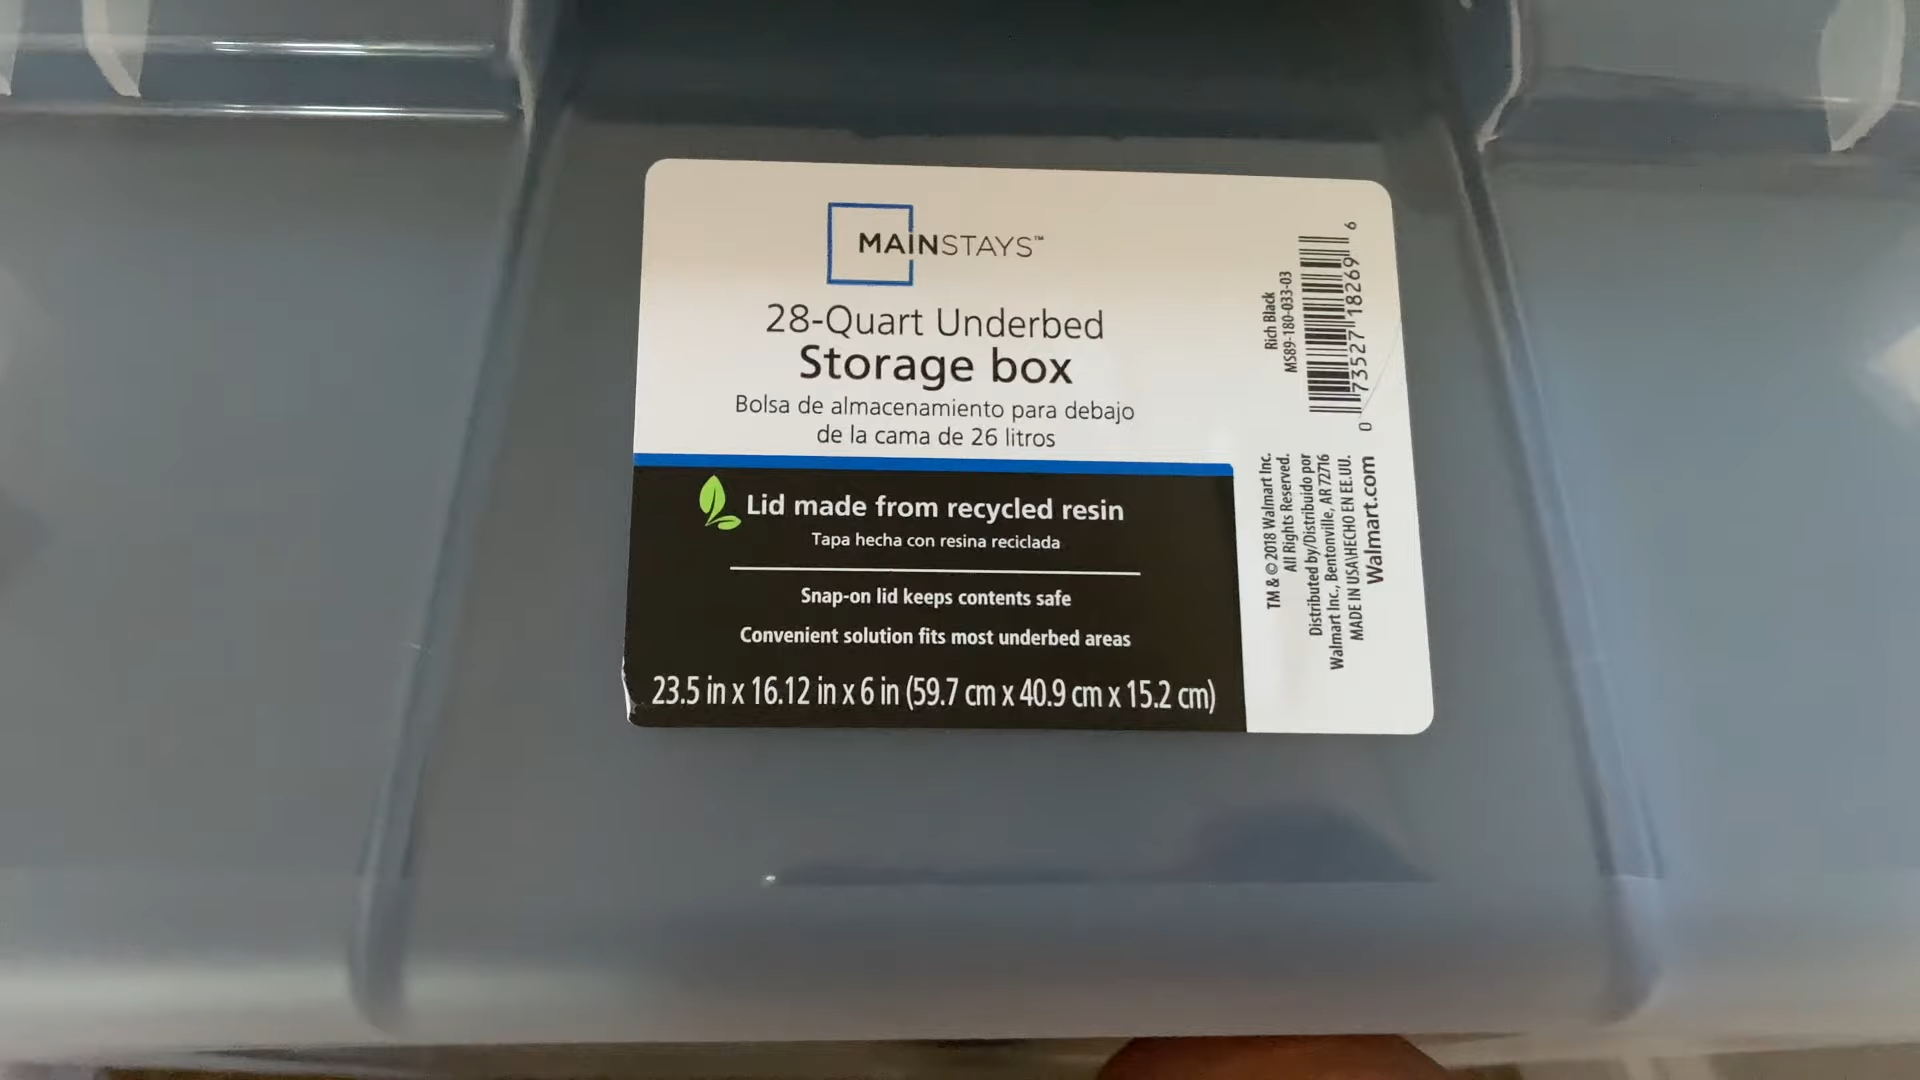 MAINSTAYS™
28-Quart Underbed
Storage box
Bolsa de almacenamiento para debajo
de la cama de 26 litros
Lid made from recycled resin
Tapa hecha con resina reciclada
Snap-on lid keeps contents safe
Convenient solution fits most underbed areas
23.5 in x 16.12 in x 6 in (59.7 cm x 40.9 cm x 15.2 cm)
Rich Black
MS89-180-033-03
0 73527 18269 6
TM & © 2018 Walmart Inc.
All Rights Reserved.
Distributed by/Distribuido por
Walmart Inc., Bentonville, AR 72716
MADE IN USA\HECHO EN EE.UU.
Walmart.com